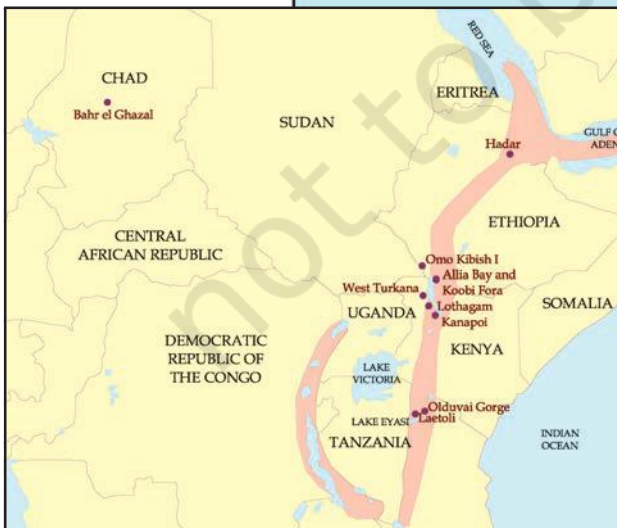 RED SEA
CHAD
Bahr el Ghazal
ERITREA
SUDAN
GULF O
ADEN
Hadar
ETHIOPIA
CENTRAL
AFRICAN REPUBLIC
Omo Kibish I
Allia Bay and
Koobi Fora
West Turkana
SOMALIA
UGANDA
Lothagam
Kanapoi
DEMOCRATIC
REPUBLIC OF
THE CONGO
KENYA
LAKE
VICTORIA
Olduvai Gorge
LAKE EYASI
Laetoli
TANZANIA
INDIAN
OCEAN
not to b